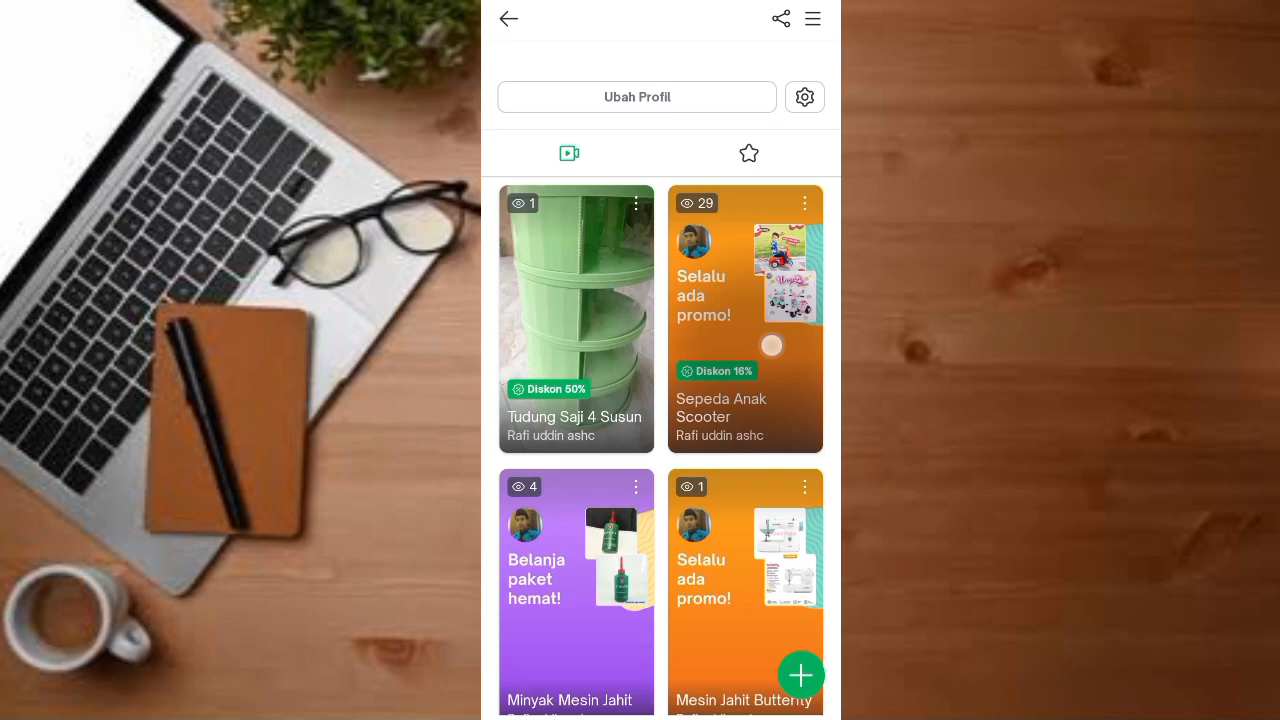 Ubah Profil
1
29
Selalu
ada
promo!
Diskon 50%
Tudung Saji 4 Susun
Rafi uddin ashc
Diskon 16%
Sepeda Anak
Scooter
Rafi uddin ashc
4
1
Belanja
paket
hemat!
Selalu
ada
promo!
Minyak Mesin Jahit
Mesin Jahit Butterfly